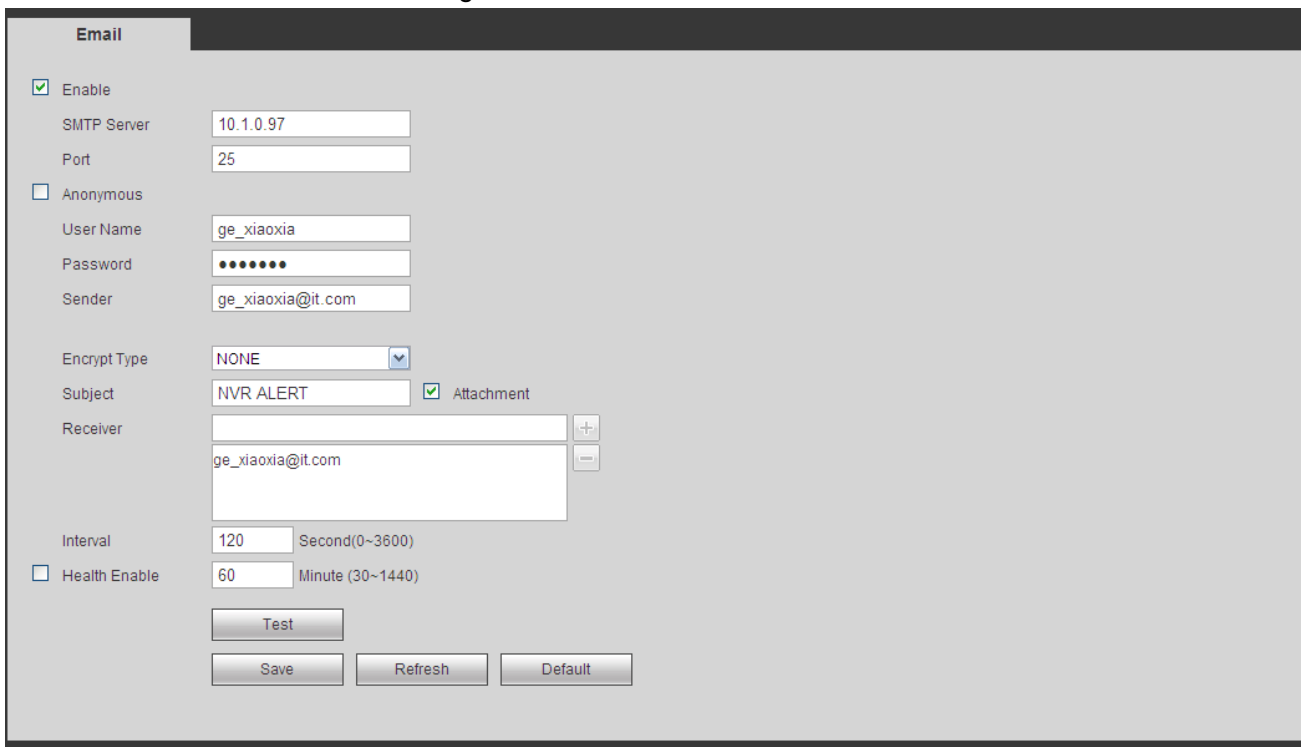 Email
Enable
SMTP Server 10.1.0.97
Port 25
Anonymous
User Name ge_xiaoxia
Password ●●●●●●●
Sender ge_xiaoxia@it.com
Encrypt Type NONE
Subject NVR ALERT Attachment
Receiver
ge_xiaoxia@it.com
Interval 120 Second(0~3600)
Health Enable 60 Minute (30~1440)
Test
Save Refresh Default